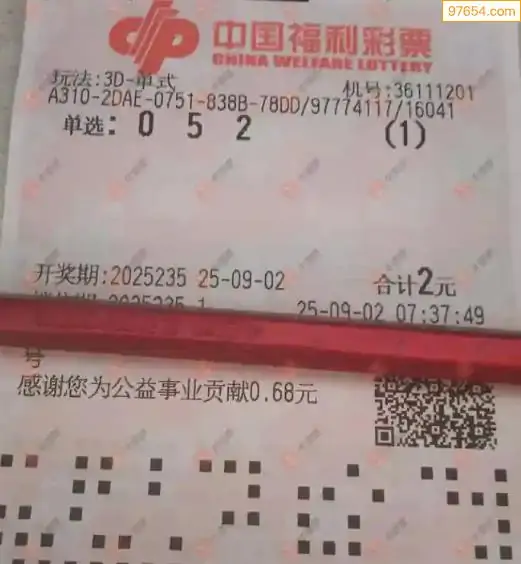 97654.com
中国福利彩票
CHINA WELFARE LOTTERY
玩法:3D-单式
机号:36111201
A310-2DAE-0751-838B-78DD/97774117/16041
单选: 0 5 2 (1)
开奖期:2025235 25-09-02 合计2元
25-09-02 07:37:49
号
感谢您为公益事业贡献0.68元